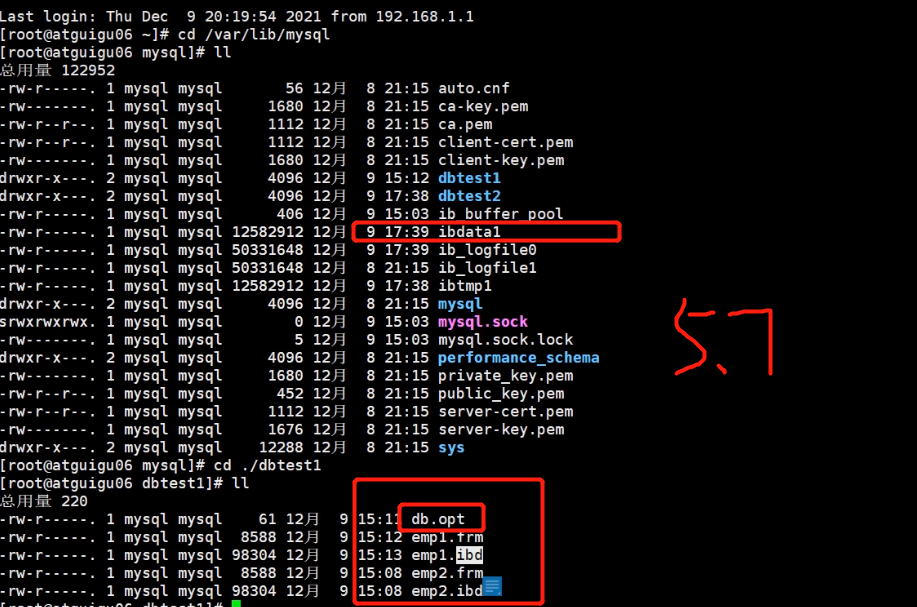 Last login: Thu Dec  9 20:19:54 2021 from 192.168.1.1
[root@atguigu06 ~]# cd /var/lib/mysql
[root@atguigu06 mysql]# ll
总用量 122952
-rw-r-----. 1 mysql mysql       56 12月  8 21:15 auto.cnf
-rw-------. 1 mysql mysql     1680 12月  8 21:15 ca-key.pem
-rw-r--r--. 1 mysql mysql     1112 12月  8 21:15 ca.pem
-rw-r--r--. 1 mysql mysql     1112 12月  8 21:15 client-cert.pem
-rw-------. 1 mysql mysql     1680 12月  8 21:15 client-key.pem
drwxr-x---. 2 mysql mysql     4096 12月  9 15:12 dbtest1
drwxr-x---. 2 mysql mysql     4096 12月  9 17:38 dbtest2
-rw-r-----. 1 mysql mysql      406 12月  9 15:03 ib_buffer_pool
-rw-r-----. 1 mysql mysql 12582912 12月  9 17:39 ibdata1
-rw-r-----. 1 mysql mysql 50331648 12月  9 17:39 ib_logfile0
-rw-r-----. 1 mysql mysql 50331648 12月  8 21:15 ib_logfile1
-rw-r-----. 1 mysql mysql 12582912 12月  9 17:38 ibtmp1
drwxr-x---. 2 mysql mysql     4096 12月  8 21:15 mysql
srwxrwxrwx. 1 mysql mysql        0 12月  9 15:03 mysql.sock
-rw-------. 1 mysql mysql        5 12月  9 15:03 mysql.sock.lock
drwxr-x---. 2 mysql mysql     4096 12月  8 21:15 performance_schema
-rw-------. 1 mysql mysql     1680 12月  8 21:15 private_key.pem
-rw-r--r--. 1 mysql mysql      452 12月  8 21:15 public_key.pem
-rw-r--r--. 1 mysql mysql     1112 12月  8 21:15 server-cert.pem
-rw-------. 1 mysql mysql     1676 12月  8 21:15 server-key.pem
drwxr-x---. 2 mysql mysql    12288 12月  8 21:15 sys
5.7
[root@atguigu06 mysql]# cd ./dbtest1
[root@atguigu06 dbtest1]# ll
总用量 220
-rw-r-----. 1 mysql mysql    61 12月  9 15:11 db.opt
-rw-r-----. 1 mysql mysql  8588 12月  9 15:12 emp1.frm
-rw-r-----. 1 mysql mysql 98304 12月  9 15:13 emp1.ibd
-rw-r-----. 1 mysql mysql  8588 12月  9 15:08 emp2.frm
-rw-r-----. 1 mysql mysql 98304 12月  9 15:08 emp2.ibd
[root@atguigu06 dbtest1]#